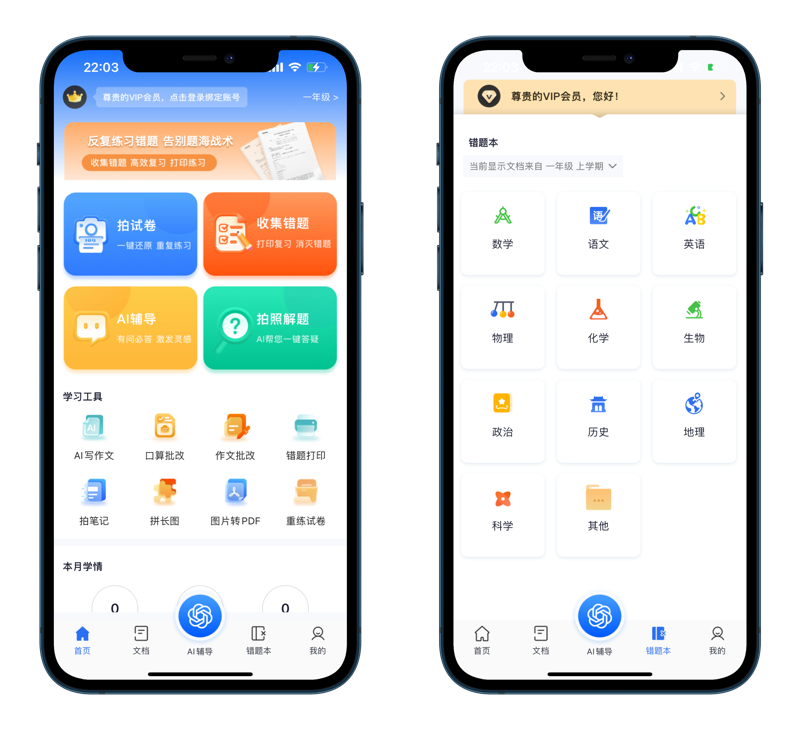 22:03
尊贵的VIP会员，点击登录绑定账号
一年级 >
反复练习错题 告别题海战术
收集错题 高效复习 打印练习
拍试卷
一键还原 重复练习
收集错题
打印复习 消灭错题
AI辅导
有问必答 激发灵感
拍照解题
AI帮您一键答疑
学习工具
AI
AI写作文
口算批改
作文批改
错题打印
拍笔记
拼长图
图片转PDF
重练试卷
本月学情
0
0
首页
文档
AI辅导
错题本
我的
22:03
尊贵的VIP会员，您好！
错题本
当前显示文档来自 一年级 上学期
数学
语
语文
ABC
英语
物理
化学
生物
政治
历史
地理
科学
其他
首页
文档
AI辅导
错题本
我的